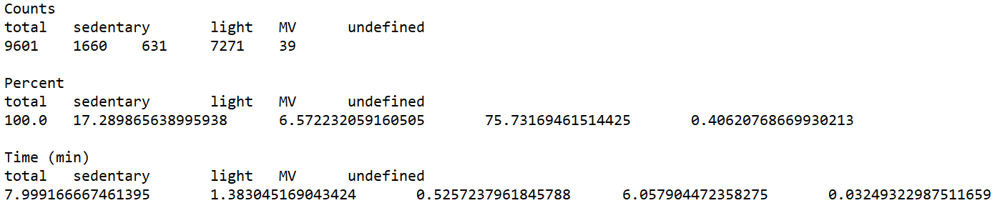 Counts
total sedentary light MV undefined
9601 1660 631 7271 39
Percent
total sedentary light MV undefined
100.0 17.289865638995938 6.572232059160505 75.73169461514425 0.40620768669930213
Time (min)
total sedentary light MV undefined
7.999166667461395 1.383045169043424 0.5257237961845788 6.057904472358275 0.03249322987511659